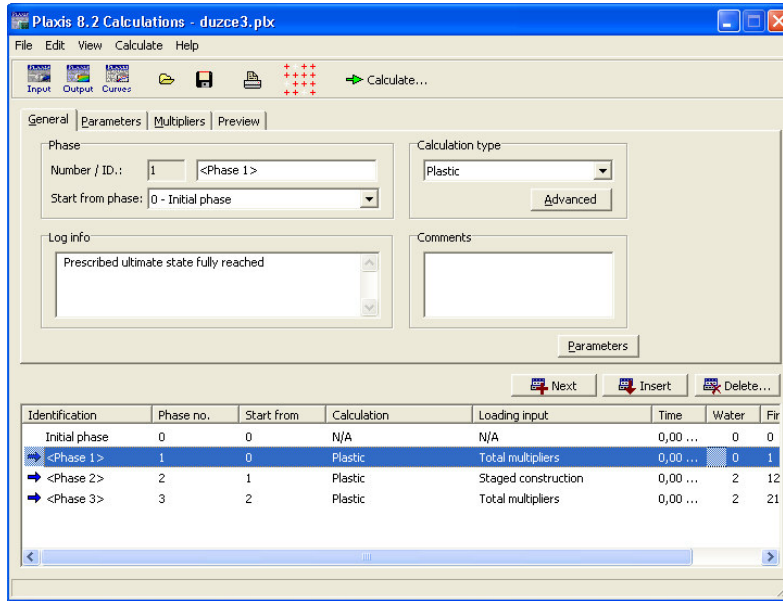 Plaxis 8.2 Calculations - duzce3.plx
File Edit View Calculate Help
Input Output Curves Calculate...
General Parameters Multipliers Preview
Phase
Number / ID.: 1 <Phase 1>
Start from phase: 0 - Initial phase
Calculation type
Plastic
Advanced
Log info
Prescribed ultimate state fully reached
Comments
Parameters
Next Insert Delete...
Identification Phase no. Start from Calculation Loading input Time Water Fir
Initial phase 0 0 N/A N/A 0,00 ... 0 0
<Phase 1> 1 0 Plastic Total multipliers 0,00 ... 0 1
<Phase 2> 2 1 Plastic Staged construction 0,00 ... 2 12
<Phase 3> 3 2 Plastic Total multipliers 0,00 ... 2 21